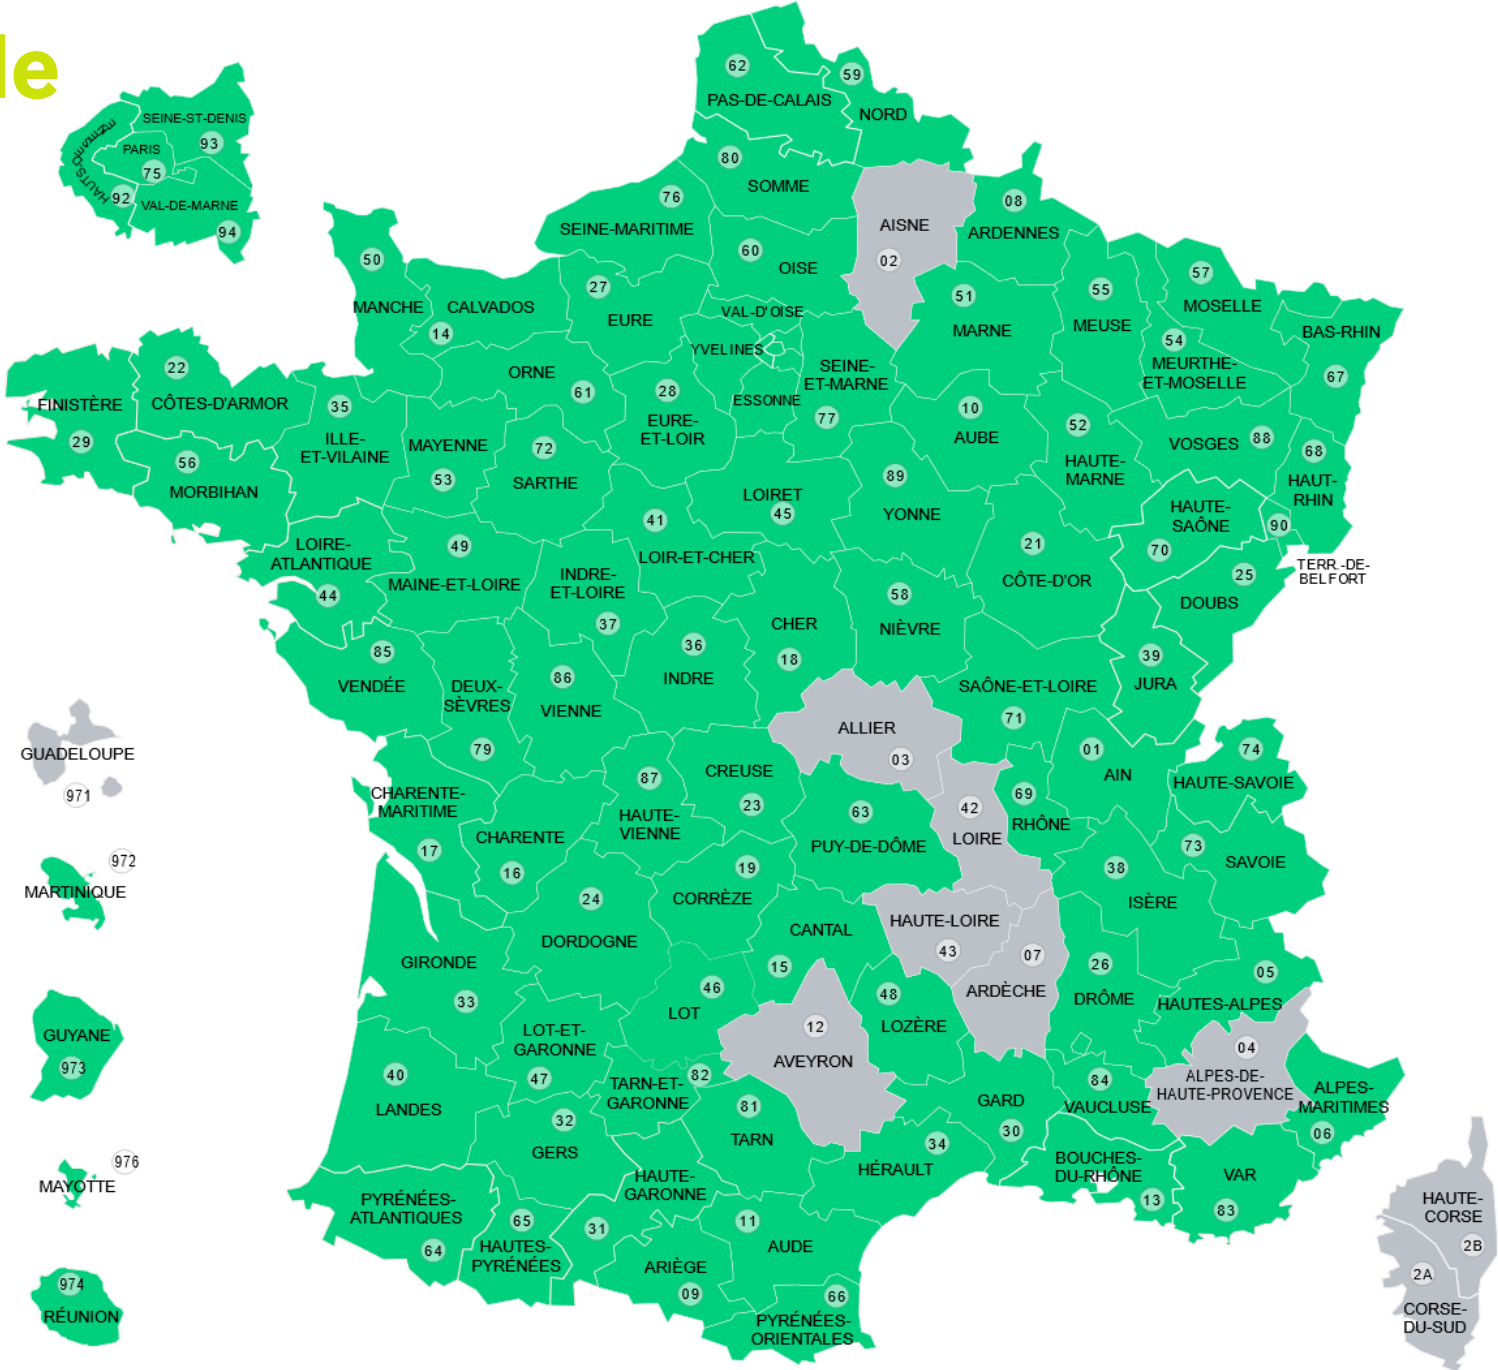 le
62
PAS-DE-CALAIS
59
NORD
SEINE-ST-DENIS
93
PARIS
75
HAUTS-DE-SEINE
92
VAL-DE-MARNE
94
80
SOMME
76
SEINE-MARITIME
AISNE
02
08
ARDENNES
60
OISE
50
MANCHE
CALVADOS
14
27
EURE
VAL-D'OISE
YVELINES
ESSONNE
SEINE-
ET-MARNE
77
51
MARNE
55
MEUSE
57
MOSELLE
54
MEURTHE-
ET-MOSELLE
BAS-RHIN
67
22
CÔTES-D'ARMOR
FINISTÈRE
29
56
MORBIHAN
35
ILLE-
ET-VILAINE
MAYENNE
53
ORNE
61
72
SARTHE
28
EURE-
ET-LOIR
10
AUBE
52
HAUTE-
MARNE
VOSGES
88
68
HAUT-
RHIN
LOIRET
45
89
YONNE
HAUTE-
SAÔNE
70
90
TERR.-DE-
BELFORT
LOIRE-
ATLANTIQUE
44
49
MAINE-ET-LOIRE
INDRE-
ET-LOIRE
37
41
LOIR-ET-CHER
21
CÔTE-D'OR
25
DOUBS
CHER
18
58
NIÈVRE
85
VENDÉE
DEUX-
SÈVRES
79
86
VIENNE
36
INDRE
SAÔNE-ET-LOIRE
71
39
JURA
ALLIER
03
GUADELOUPE
971
CHARENTE-
MARITIME
17
CHARENTE
16
87
HAUTE-
VIENNE
CREUSE
23
63
PUY-DE-DÔME
42
LOIRE
69
RHÔNE
01
AIN
74
HAUTE-SAVOIE
73
SAVOIE
38
ISÈRE
972
MARTINIQUE
24
DORDOGNE
19
CORRÈZE
CANTAL
15
HAUTE-LOIRE
43
07
ARDÈCHE
26
DRÔME
05
HAUTES-ALPES
GIRONDE
33
46
LOT
48
LOZÈRE
12
AVEYRON
GUYANE
973
LOT-ET-
GARONNE
47
40
LANDES
TARN-ET-
GARONNE
82
81
TARN
32
GERS
GARD
30
84
VAUCLUSE
04
ALPES-DE-
HAUTE-PROVENCE
ALPES-
MARITIMES
06
34
HÉRAULT
BOUCHES-
DU-RHÔNE
13
VAR
83
976
MAYOTTE
PYRÉNÉES-
ATLANTIQUES
64
65
HAUTES-
PYRÉNÉES
HAUTE-
GARONNE
31
11
AUDE
ARIÈGE
09
66
PYRÉNÉES-
ORIENTALES
HAUTE-
CORSE
2B
2A
CORSE-
DU-SUD
974
RÉUNION